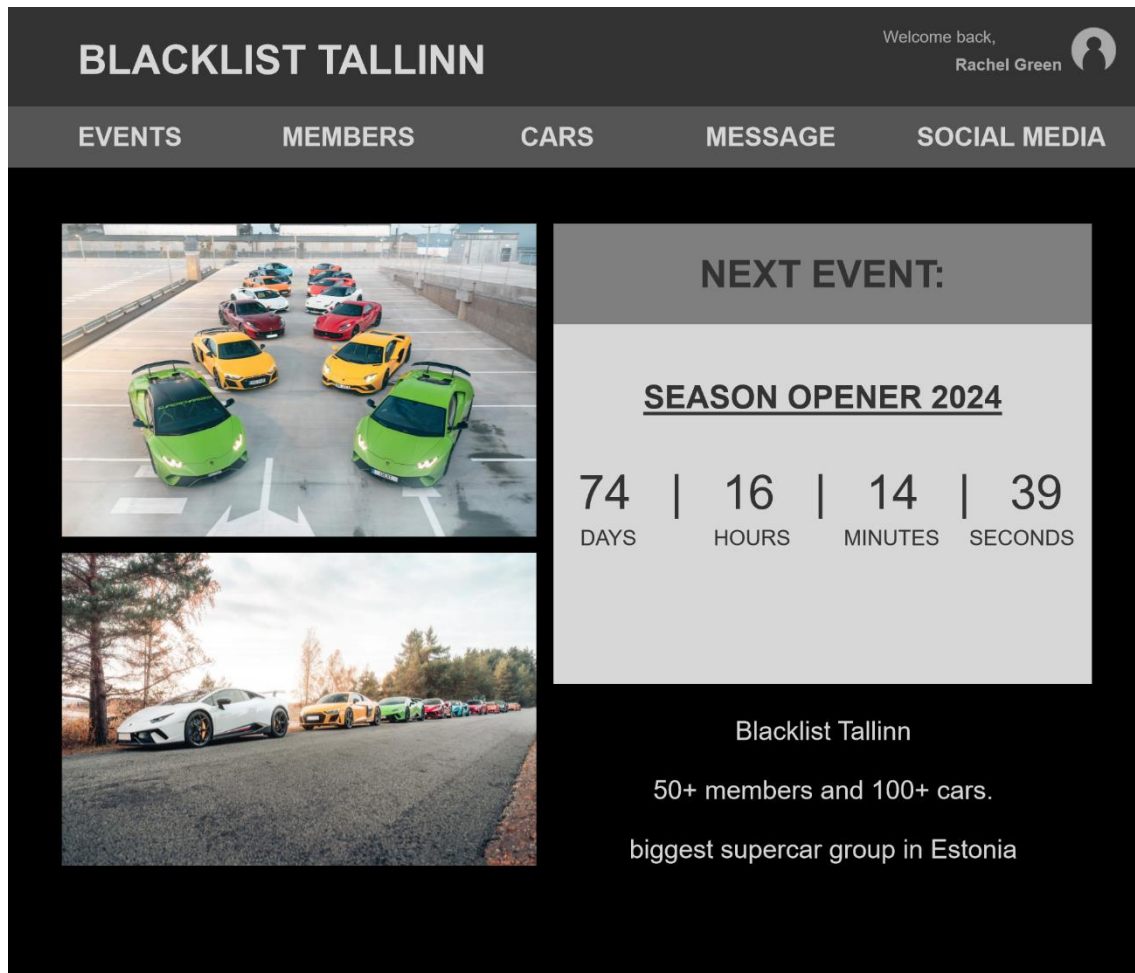 BLACKLIST TALLINN
Welcome back,
Rachel Green
EVENTS MEMBERS CARS MESSAGE SOCIAL MEDIA
NEXT EVENT:
SEASON OPENER 2024
74 | 16 | 14 | 39
DAYS HOURS MINUTES SECONDS
Blacklist Tallinn
50+ members and 100+ cars.
biggest supercar group in Estonia